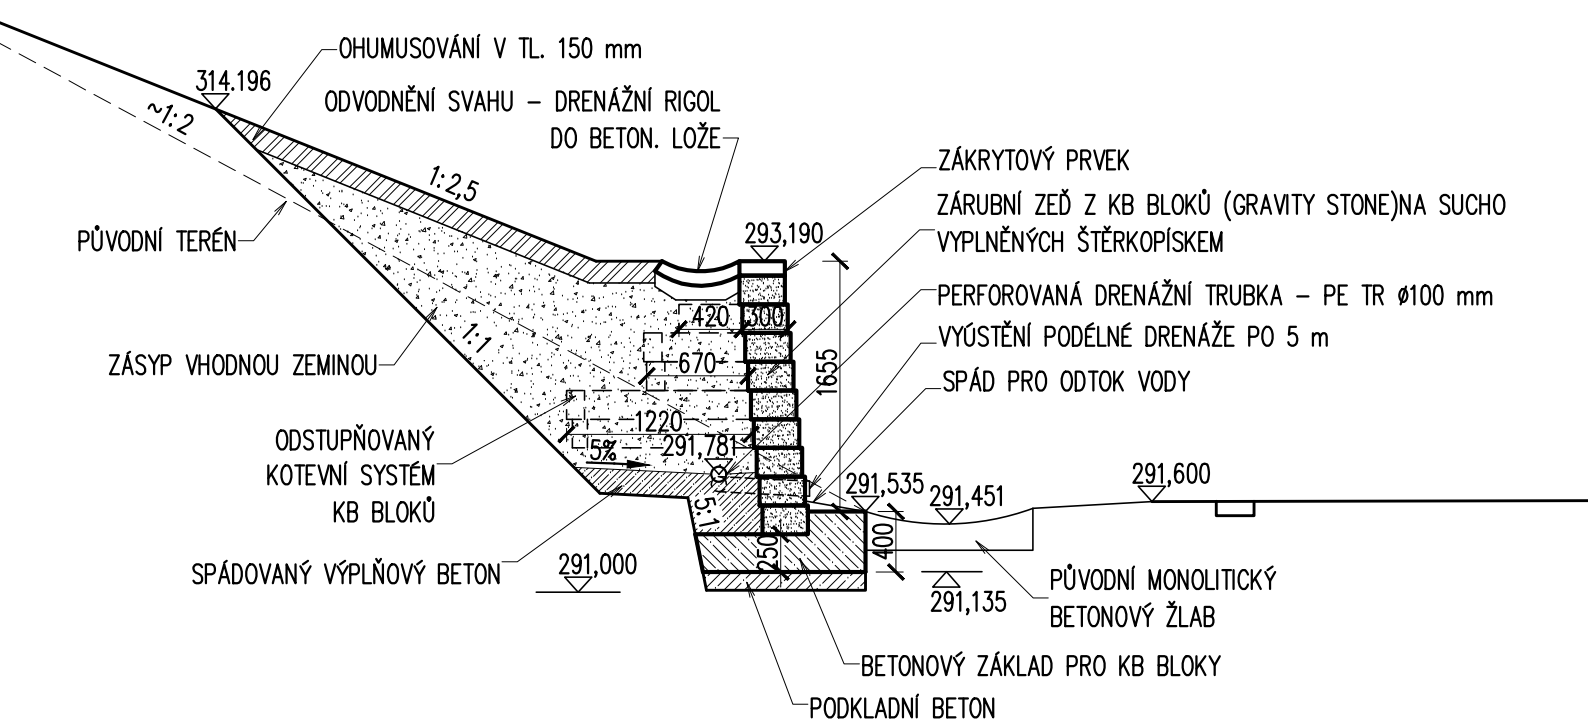 OHUMUSOVÁNÍ V TL. 150 mm
314.196
ODVODNĚNÍ SVAHU – DRENÁŽNÍ RIGOL
DO BETON. LOŽE
~1:2
1:2,5
ZÁKRYTOVÝ PRVEK
ZÁRUBNÍ ZEĎ Z KB BLOKŮ (GRAVITY STONE)NA SUCHO
VYPLNĚNÝCH ŠTĚRKOPÍSKEM
PŮVODNÍ TERÉN
293,190
PERFOROVANÁ DRENÁŽNÍ TRUBKA – PE TR Ø100 mm
420
300
VYÚSTĚNÍ PODÉLNÉ DRENÁŽE PO 5 m
1:1
ZÁSYP VHODNOU ZEMINOU
670
1655
SPÁD PRO ODTOK VODY
1220
ODSTUPŇOVANÝ
KOTEVNÍ SYSTÉM
KB BLOKŮ
5%
291,781
291,535
291,451
291,600
5:1
250
400
SPÁDOVANÝ VÝPLŇOVÝ BETON
291,000
291,135
PŮVODNÍ MONOLITICKÝ
BETONOVÝ ŽLAB
BETONOVÝ ZÁKLAD PRO KB BLOKY
PODKLADNÍ BETON